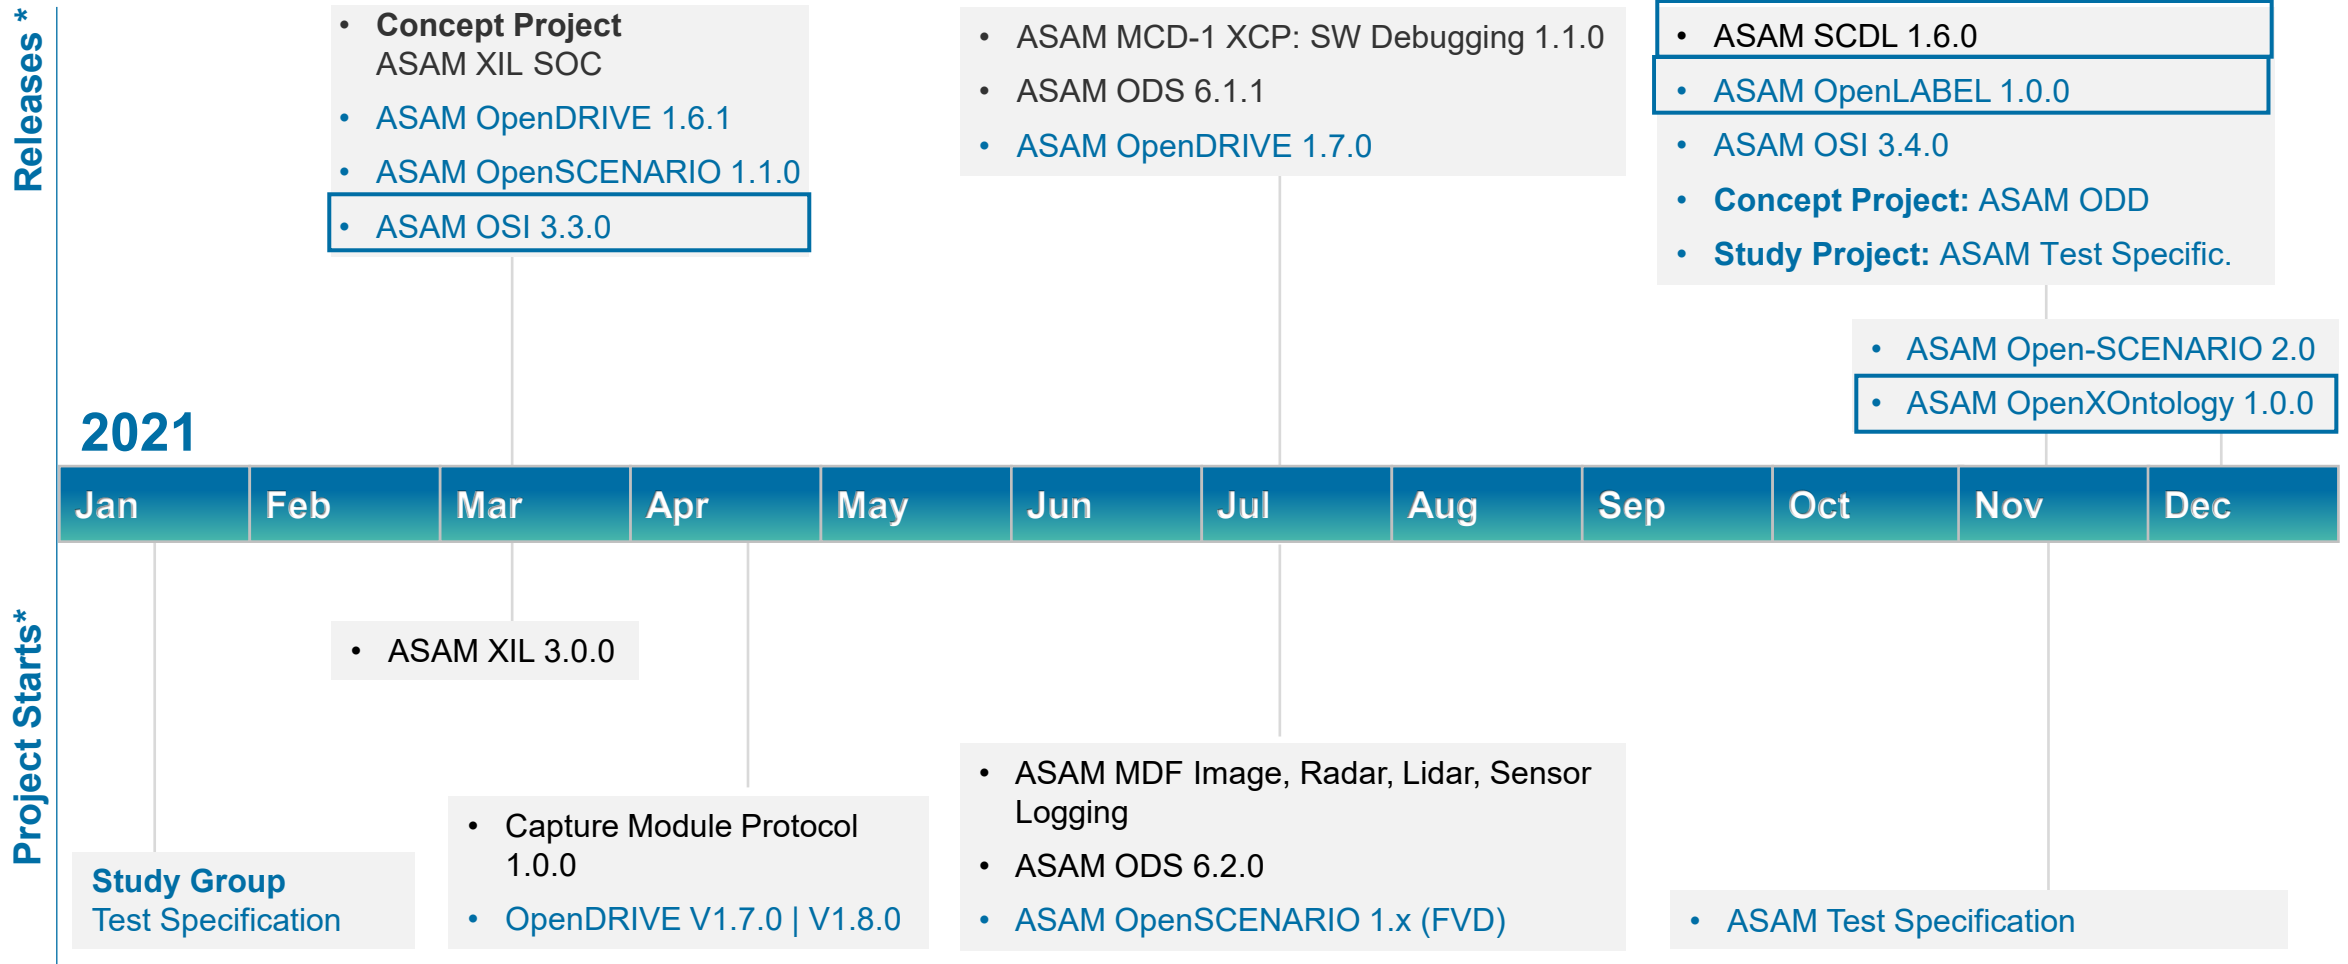 Releases *
• Concept Project
ASAM XIL SOC
• ASAM OpenDRIVE 1.6.1
• ASAM OpenSCENARIO 1.1.0
• ASAM OSI 3.3.0
• ASAM MCD-1 XCP: SW Debugging 1.1.0
• ASAM ODS 6.1.1
• ASAM OpenDRIVE 1.7.0
• ASAM SCDL 1.6.0
• ASAM OpenLABEL 1.0.0
• ASAM OSI 3.4.0
• Concept Project: ASAM ODD
• Study Project: ASAM Test Specific.
• ASAM Open-SCENARIO 2.0
• ASAM OpenXOntology 1.0.0
2021
Jan Feb Mar Apr May Jun Jul Aug Sep Oct Nov Dec
Project Starts*
Study Group
Test Specification
• ASAM XIL 3.0.0
• Capture Module Protocol
1.0.0
• OpenDRIVE V1.7.0 | V1.8.0
• ASAM MDF Image, Radar, Lidar, Sensor
Logging
• ASAM ODS 6.2.0
• ASAM OpenSCENARIO 1.x (FVD)
• ASAM Test Specification